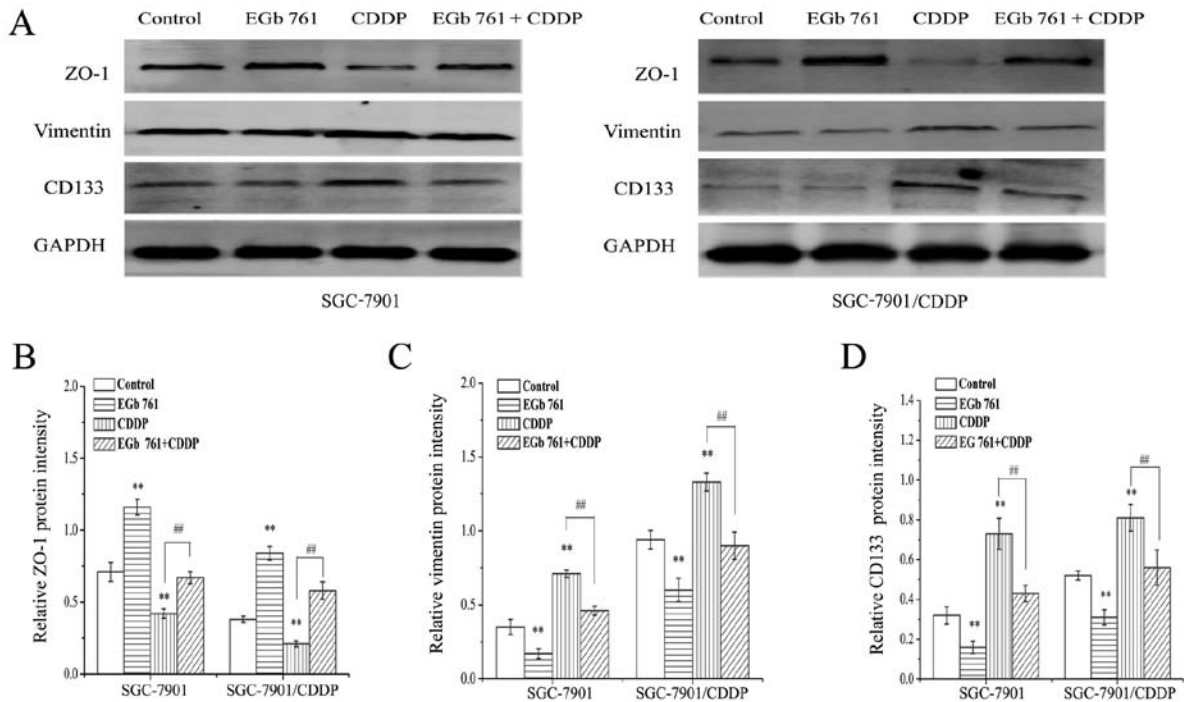 A
Control EGb 761 CDDP EGb 761 + CDDP
ZO-1
Vimentin
CD133
GAPDH
SGC-7901
Control EGb 761 CDDP EGb 761 + CDDP
ZO-1
Vimentin
CD133
GAPDH
SGC-7901/CDDP
B
Relative ZO-1 protein intensity
2.0
1.5
1.0
0.5
0.0
Control
EGb 761
CDDP
EGb 761+CDDP
** ** ## ** ** ##
SGC-7901 SGC-7901/CDDP
C
Relative vimentin protein intensity
2.0
1.5
1.0
0.5
0.0
Control
EGb 761
CDDP
EGb 761+CDDP
** ** ## ** ** ##
SGC-7901 SGC-7901/CDDP
D
Relative CD133 protein intensity
1.4
1.2
1.0
0.8
0.6
0.4
0.2
0.0
Control
EGb 761
CDDP
EG 761+CDDP
** ** ## ** ** ##
SGC-7901 SGC-7901/CDDP